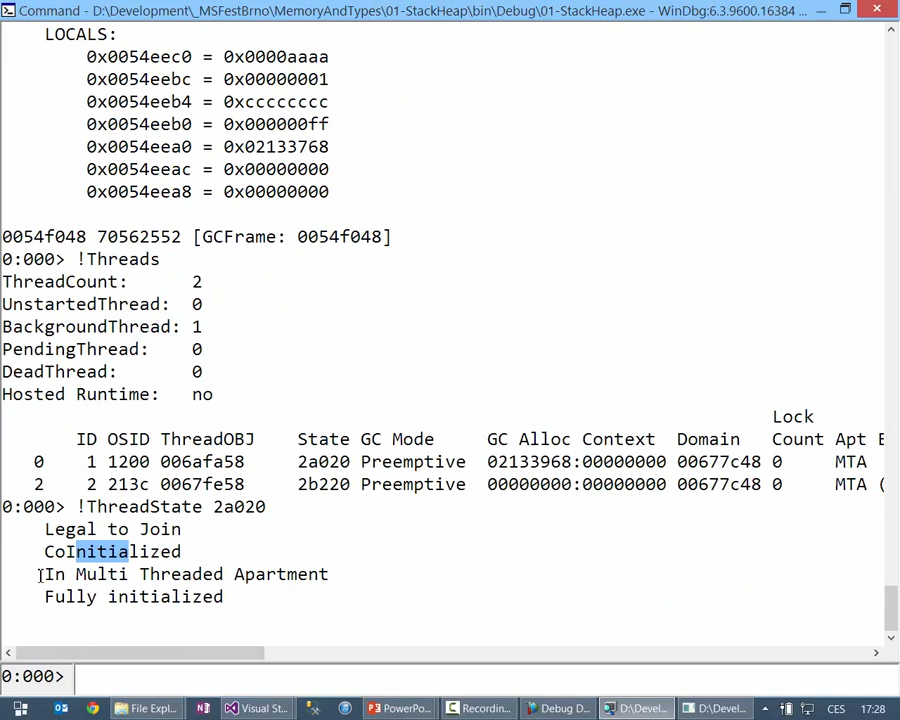 Command - D:\Development\_MSFestBrno\MemoryAndTypes\01-StackHeap\bin\Debug\01-StackHeap.exe - WinDbg:6.3.9600.16384 ...
LOCALS:
0x0054eec0 = 0x0000aaaa
0x0054eebc = 0x00000001
0x0054eeb4 = 0xcccccccc
0x0054eeb0 = 0x000000ff
0x0054eea0 = 0x02133768
0x0054eeac = 0x00000000
0x0054eea8 = 0x00000000
0054f048 70562552 [GCFrame: 0054f048]
0:000> !Threads
ThreadCount: 2
UnstartedThread: 0
BackgroundThread: 1
PendingThread: 0
DeadThread: 0
Hosted Runtime: no
Lock
ID OSID ThreadOBJ State GC Mode GC Alloc Context Domain Count Apt E
0 1 1200 006afa58 2a020 Preemptive 02133968:00000000 00677c48 0 MTA
2 2 213c 0067fe58 2b220 Preemptive 00000000:00000000 00677c48 0 MTA (
0:000> !ThreadState 2a020
Legal to Join
CoInitialized
In Multi Threaded Apartment
Fully initialized
0:000>
File Expl... Visual St... PowerPo... Recordin... Debug D... D:\Devel... D:\Devel... CES 17:28